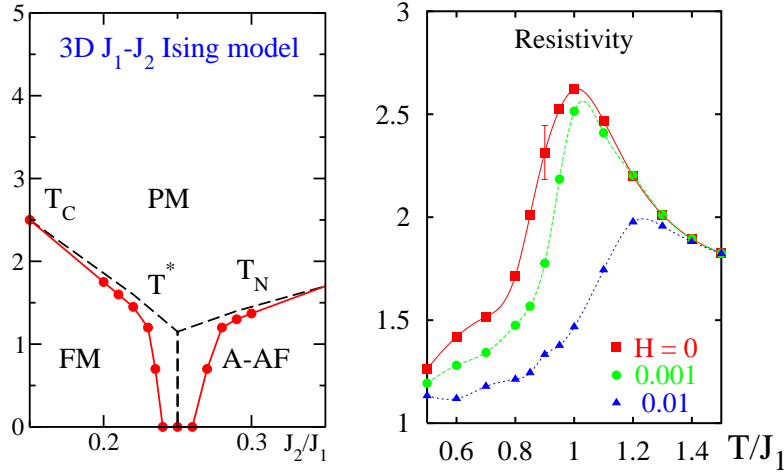 3D J₁-J₂ Ising model
5
4
3
2
1
0
T_C
PM
T*
T_N
FM
A-AF
0.2
0.3
J₂/J₁
Resistivity
3
2.5
2
1.5
1
H = 0
0.001
0.01
0.6
0.8
1
1.2
1.4
T/J₁